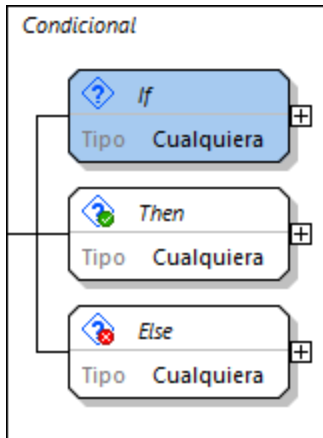 Condicional
If
Tipo Cualquiera
Then
Tipo Cualquiera
Else
Tipo Cualquiera